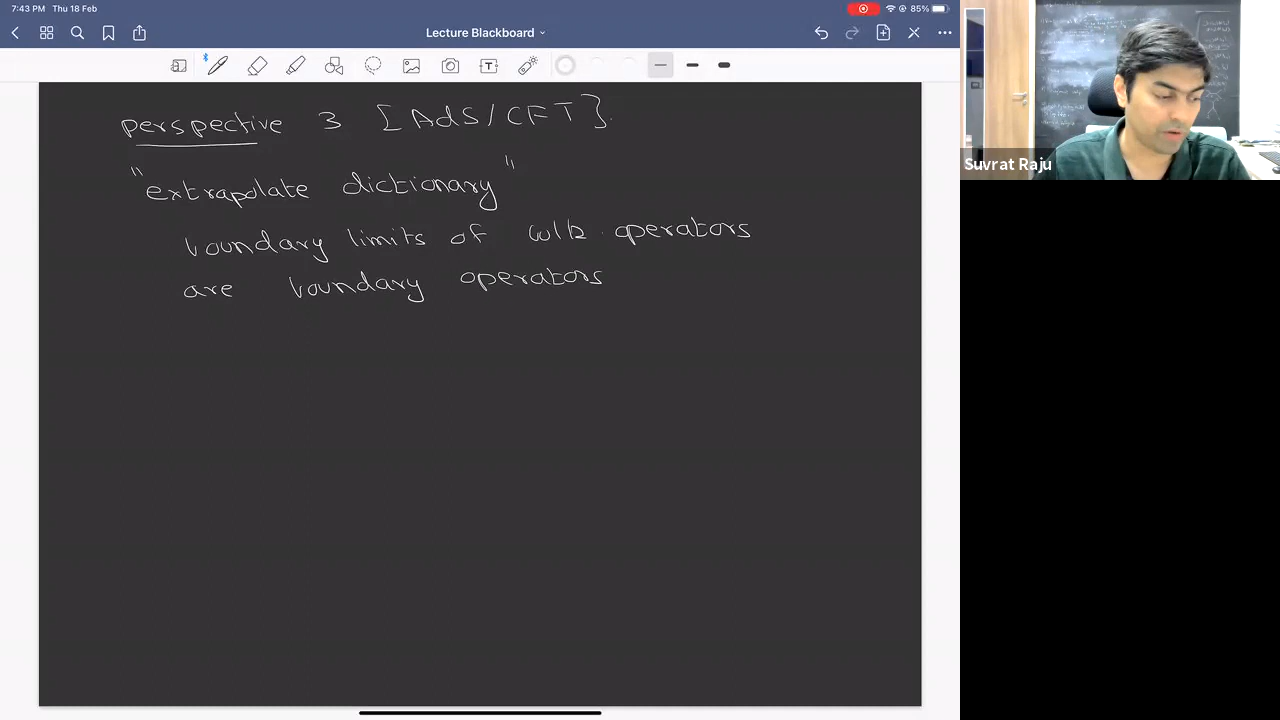 7:43 PM Thu 18 Feb
85%
Lecture Blackboard
Suvrat Raju
perspective 3 [AdS/CFT].
"extrapolate dictionary"
boundary limits of bulk operators
are boundary operators